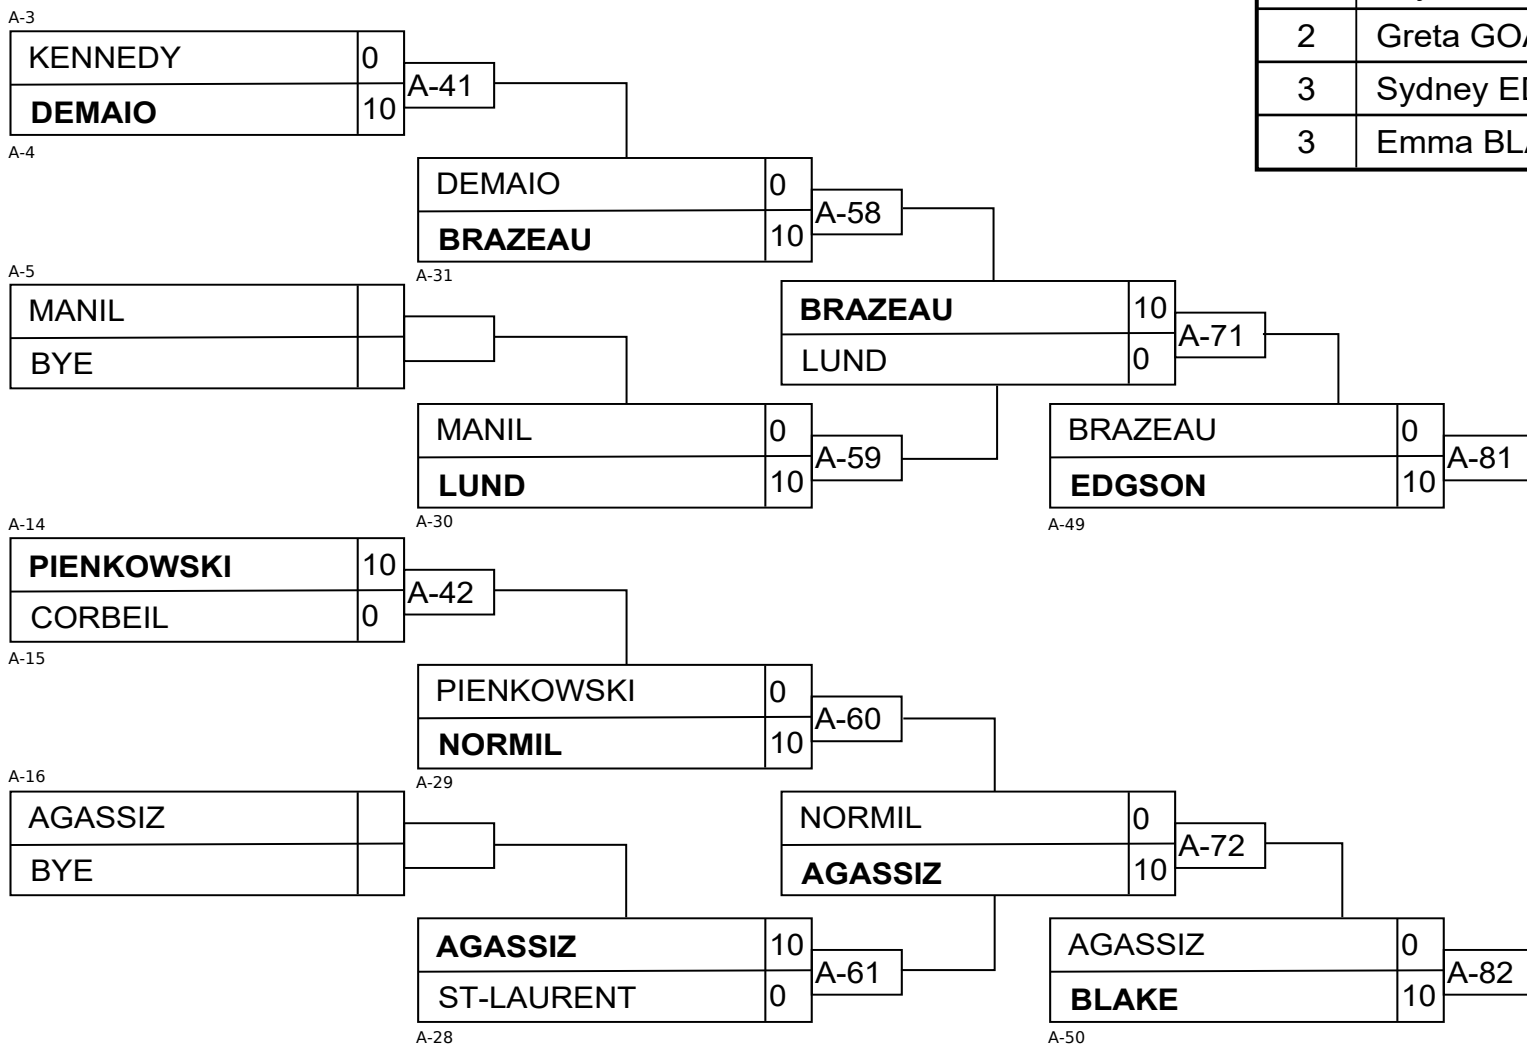 A-3
KENNEDY 0
DEMAIO 10
A-41
A-4
2 Greta
3 Sydney
3 Emma
DEMAIO 0
BRAZEAU 10
A-58
A-31
A-5
MANIL
BYE
BRAZEAU 10
LUND 0
A-71
MANIL 0
LUND 10
A-59
A-30
BRAZEAU 0
EDGSON 10
A-81
A-49
A-14
PIENKOWSKI 10
CORBEIL 0
A-42
A-15
PIENKOWSKI 0
NORMIL 10
A-60
A-29
A-16
AGASSIZ
BYE
NORMIL 0
AGASSIZ 10
A-72
AGASSIZ 10
ST-LAURENT 0
A-61
A-28
AGASSIZ 0
BLAKE 10
A-82
A-50